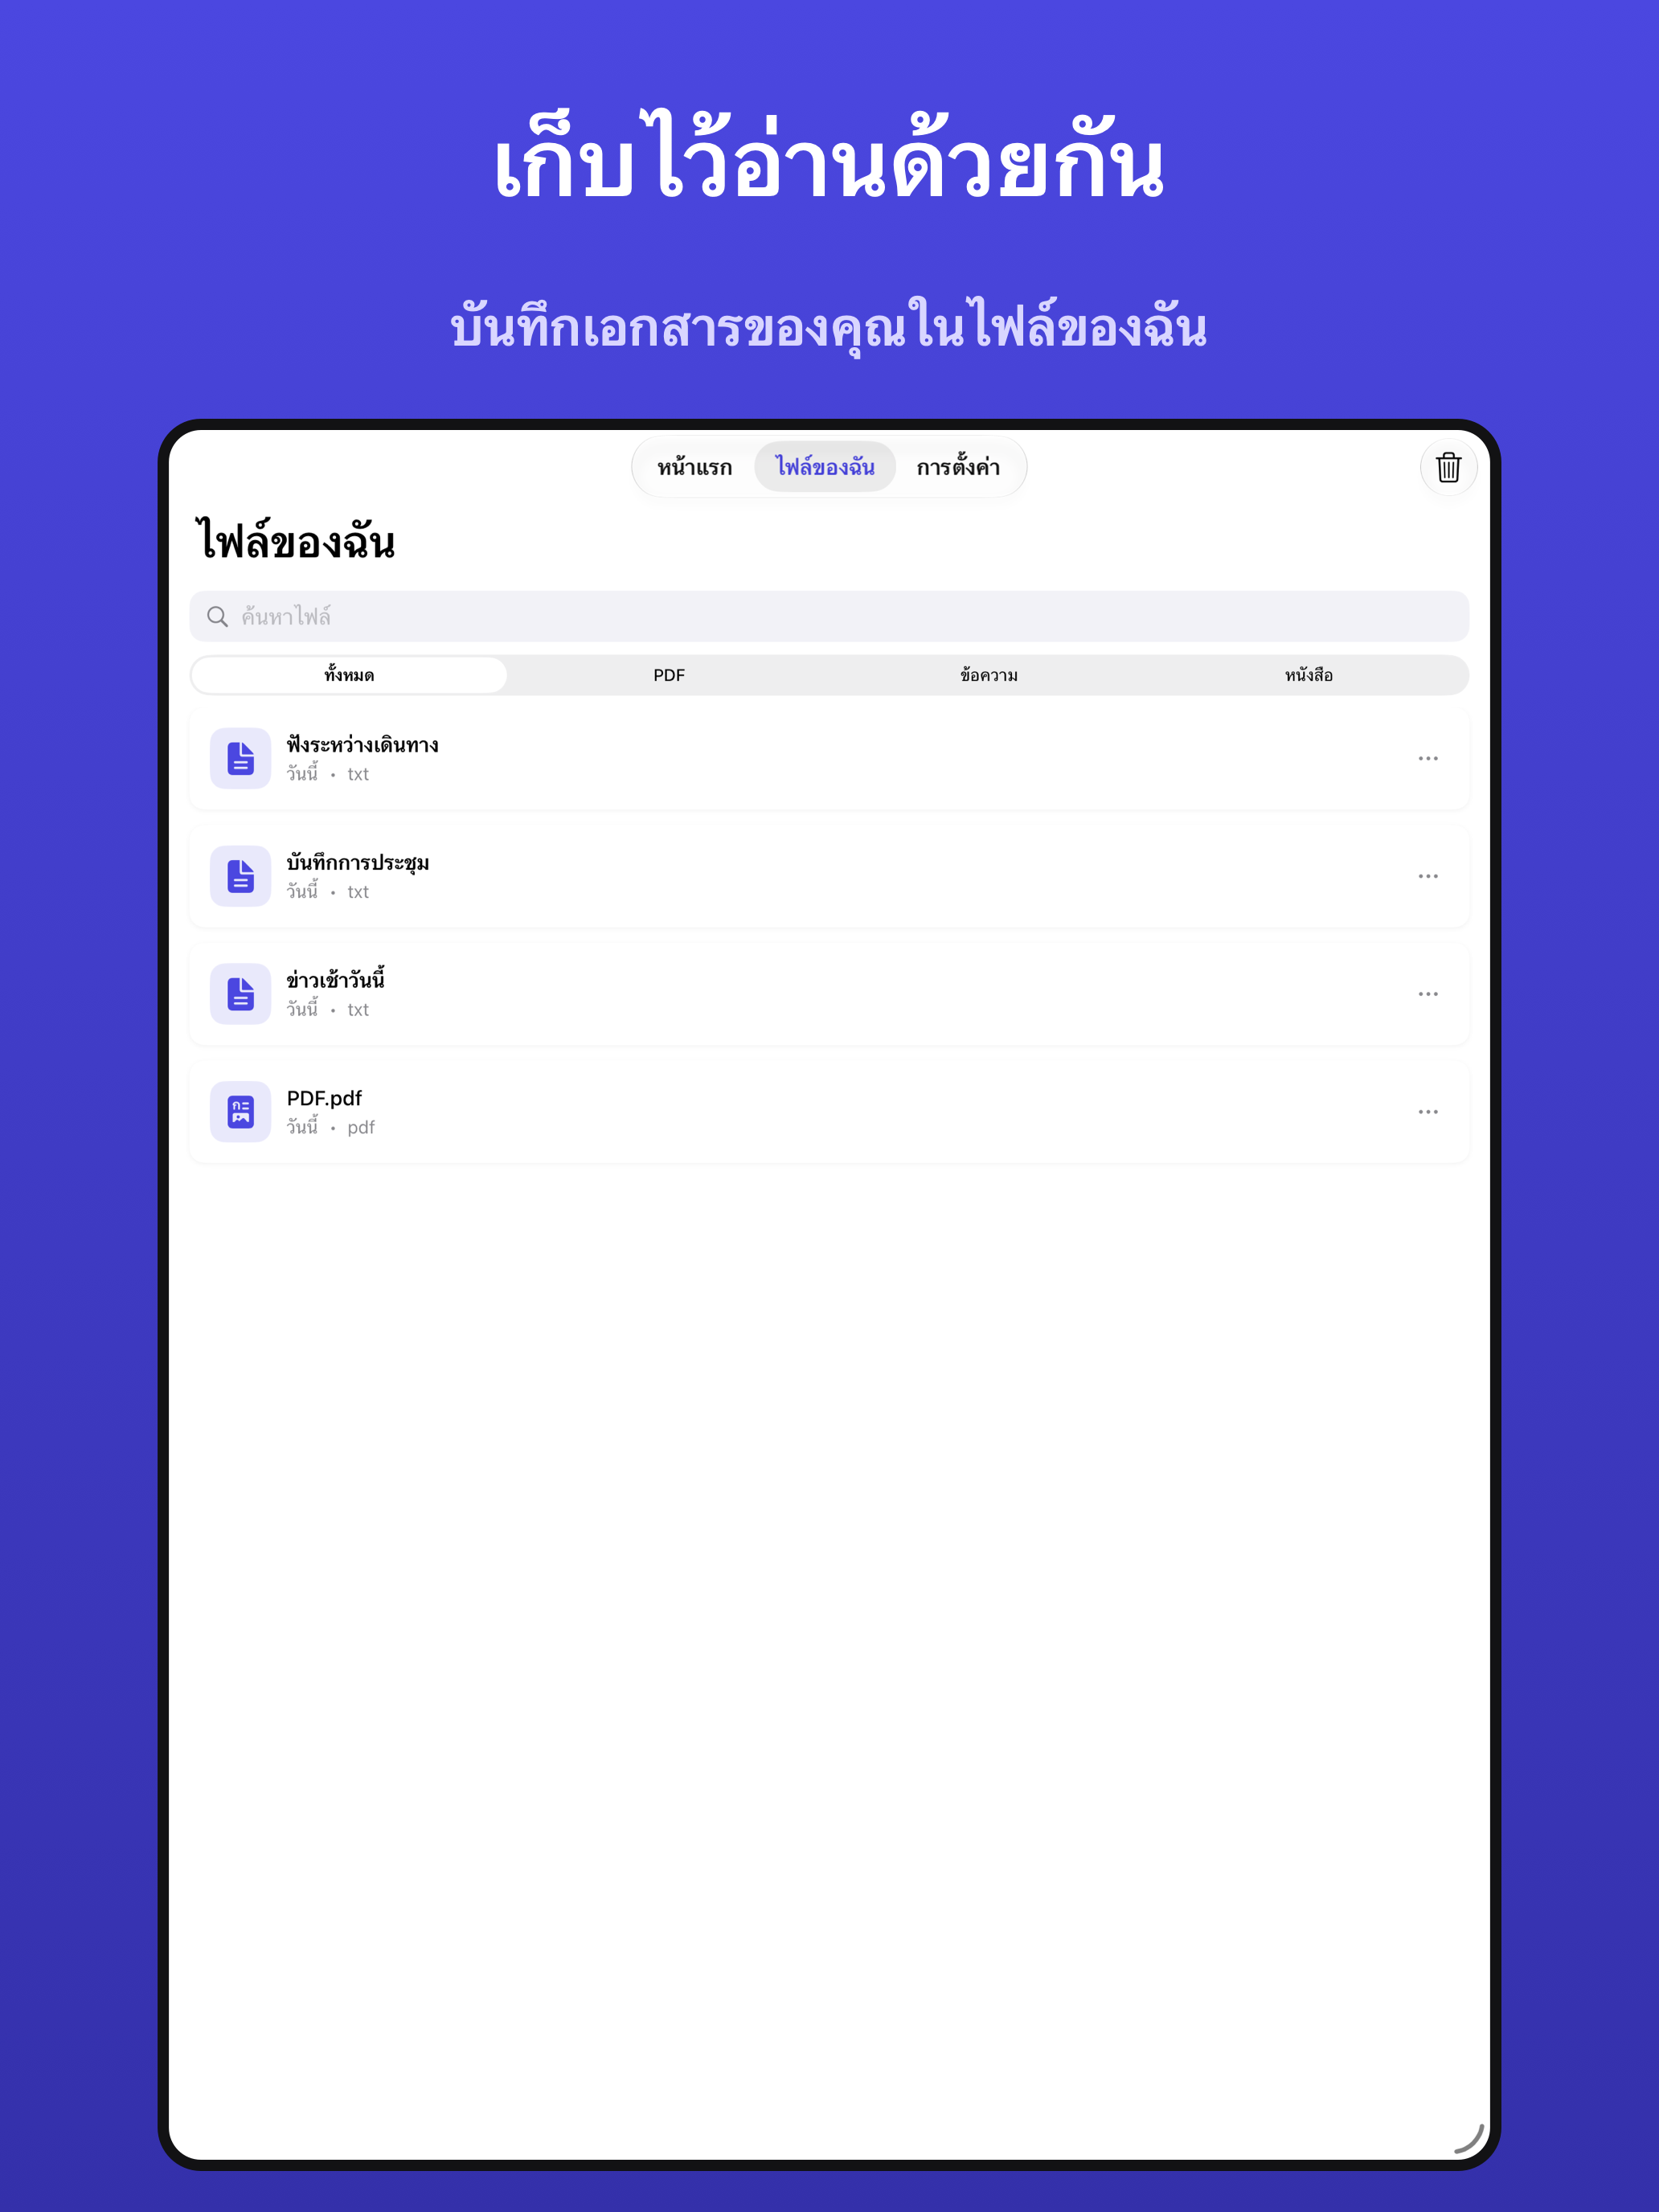 เก็บไว้อ่านด้วยกัน
บันทึกเอกสารของคุณในไฟล์ของฉัน
หน้าแรก ไฟล์ของฉัน การตั้งค่า
ไฟล์ของฉัน
ค้นหาไฟล์
ทั้งหมด PDF ข้อความ หนังสือ
ฟังระหว่างเดินทาง
วันนี้ • txt
บันทึกการประชุม
วันนี้ • txt
ข่าวเช้าวันนี้
วันนี้ • txt
PDF.pdf
วันนี้ • pdf